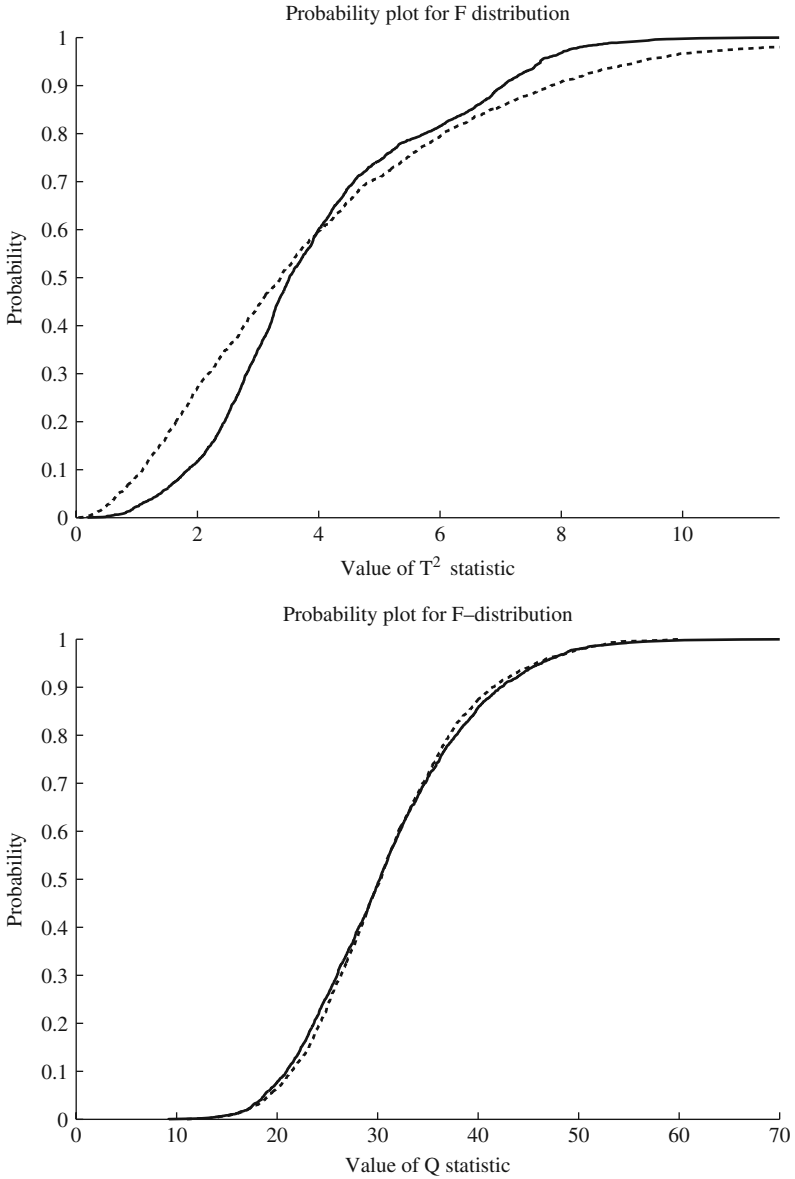 Probability plot for F distribution
1
0.9
0.8
0.7
0.6
0.5
0.4
0.3
0.2
0.1
0
Probability
0 2 4 6 8 10
Value of T² statistic
Probability plot for F–distribution
1
0.9
0.8
0.7
0.6
0.5
0.4
0.3
0.2
0.1
0
Probability
0 10 20 30 40 50 60 70
Value of Q statistic